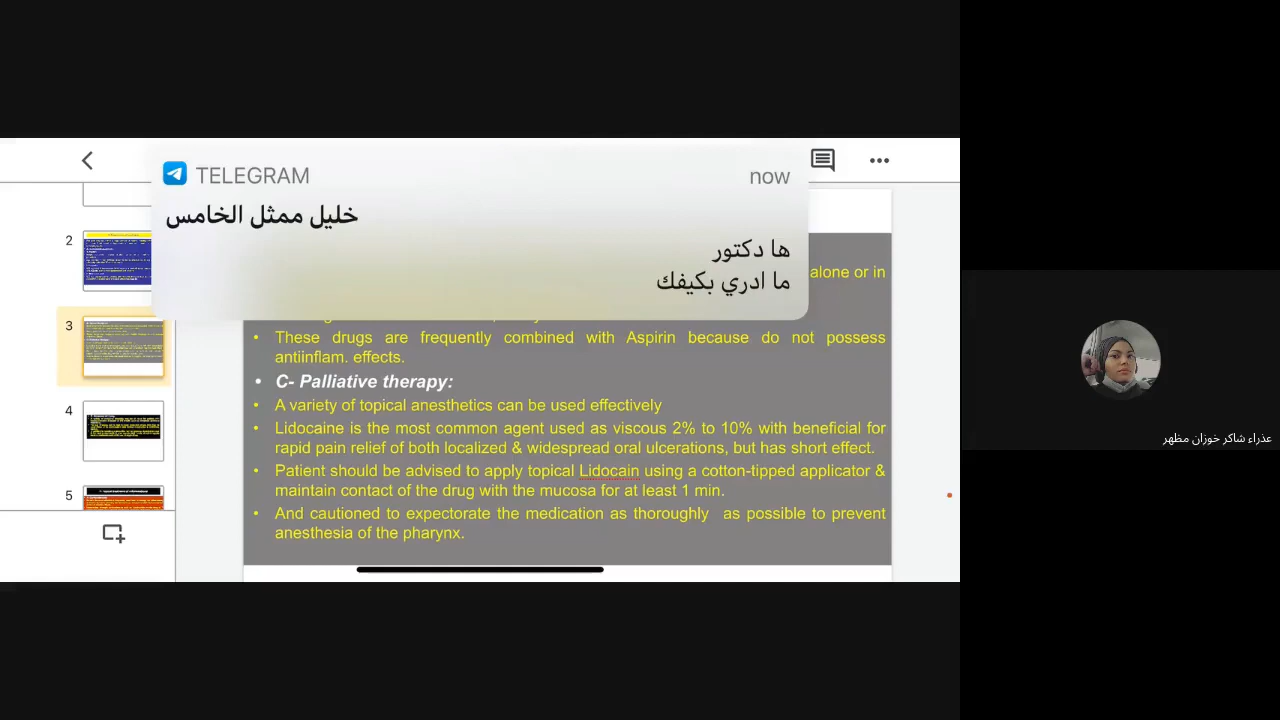 TELEGRAM
now
خليل ممثل الخامس
ها دكتور
ما ادري بكيفك
alone or in
• These drugs are frequently combined with Aspirin because do not possess
antiinflam. effects.
• C- Palliative therapy:
• A variety of topical anesthetics can be used effectively
• Lidocaine is the most common agent used as viscous 2% to 10% with beneficial for
rapid pain relief of both localized & widespread oral ulcerations, but has short effect.
• Patient should be advised to apply topical Lidocain using a cotton-tipped applicator &
maintain contact of the drug with the mucosa for at least 1 min.
• And cautioned to expectorate the medication as thoroughly as possible to prevent
anesthesia of the pharynx.
2
3
4
5
عذراء شاكر خوزان مظهر